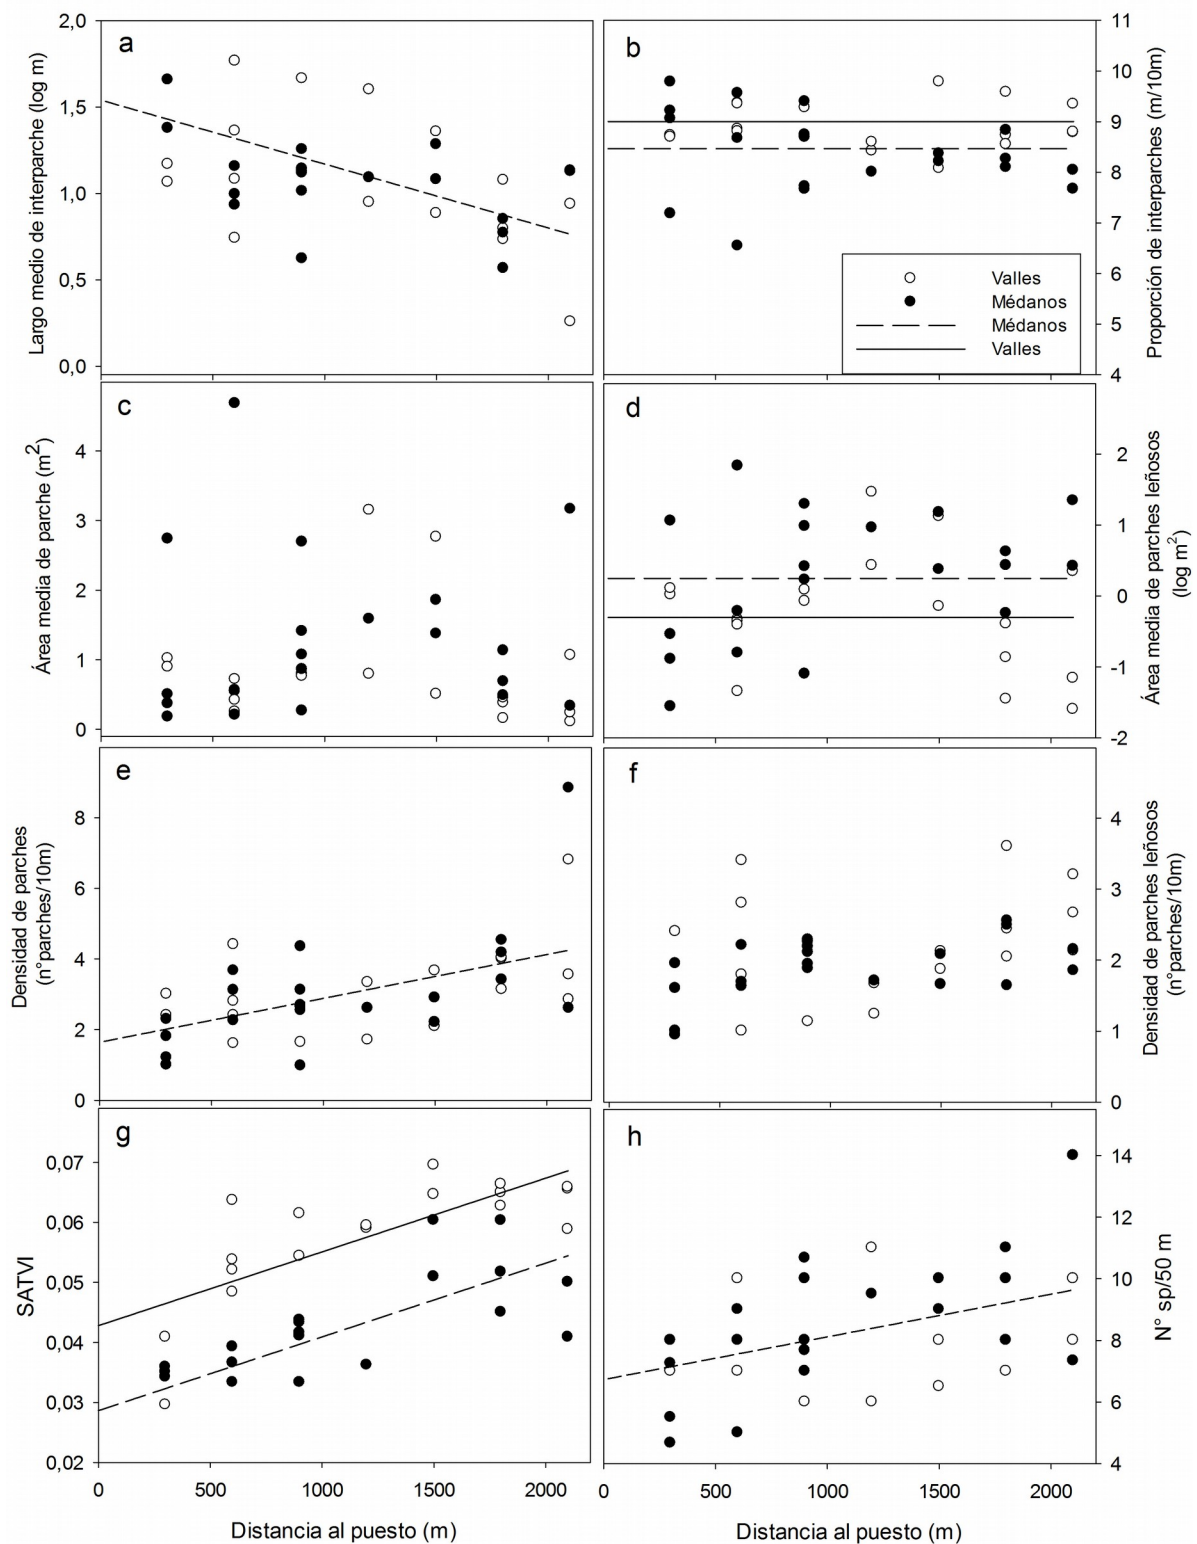 a
Largo medio de interparche (log m)
2,0
1,5
1,0
0,5
0,0
b
Proporción de interparches (m/10m)
11
10
9
8
7
6
5
4
Valles
Médanos
Médanos
Valles
c
Área media de parche (m²)
4
3
2
1
0
d
Área media de parches leñosos
(log m²)
2
1
0
-1
-2
e
Densidad de parches
(n°parches/10m)
8
6
4
2
0
f
Densidad de parches leñosos
(n°parches/10m)
4
3
2
1
0
g
SATVI
0,07
0,06
0,05
0,04
0,03
0,02
h
N° sp/50 m
14
12
10
8
6
4
0 500 1000 1500 2000
500 1000 1500 2000
Distancia al puesto (m)
Distancia al puesto (m)